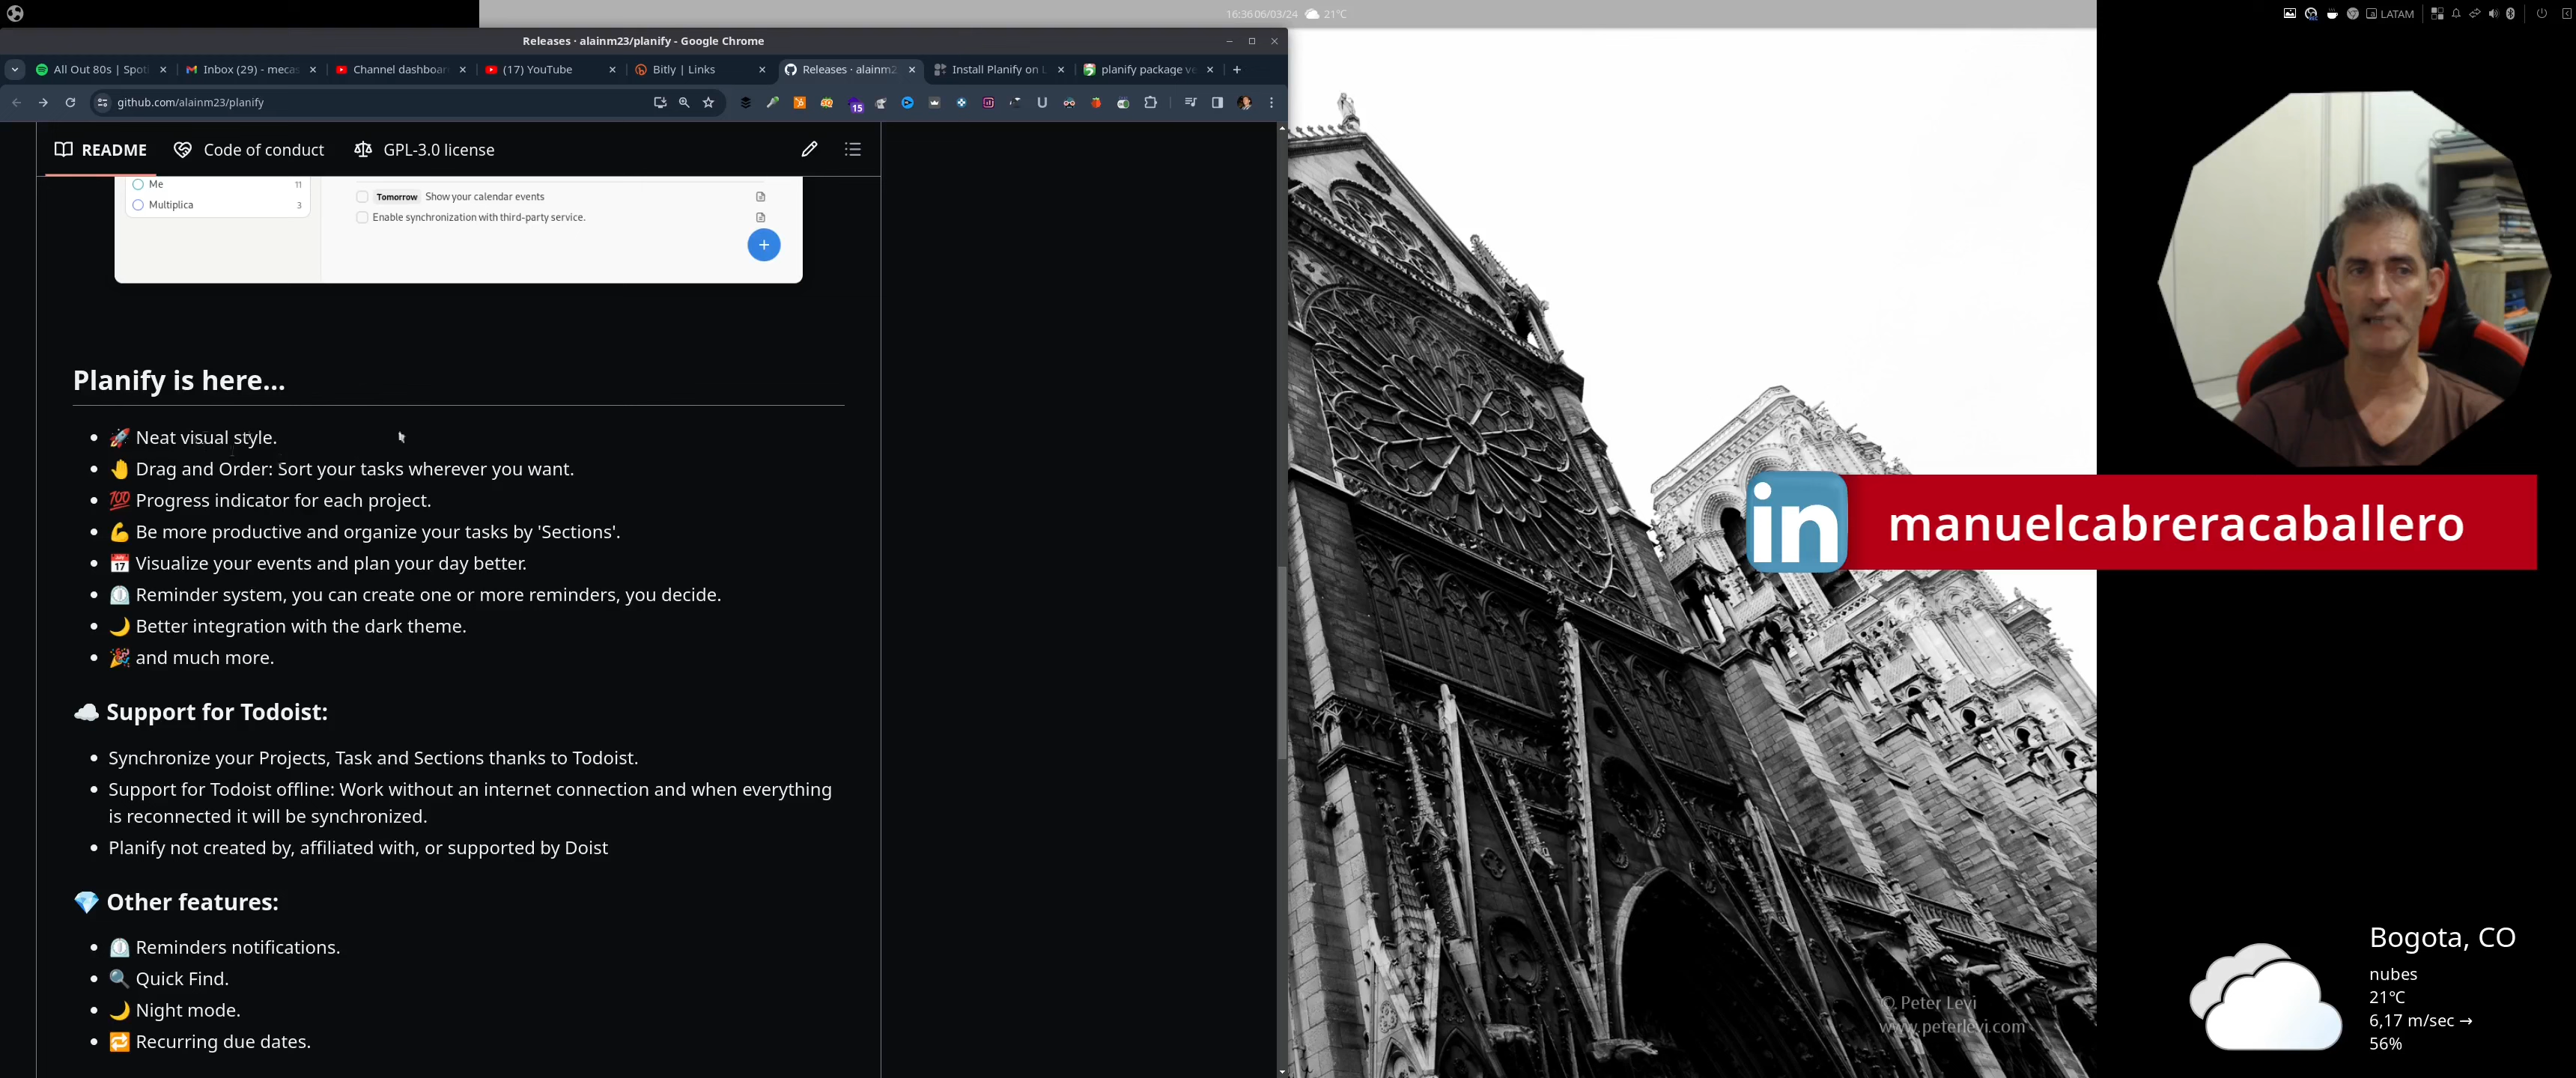 16:36 06/03/24 21°C
LATAM
Releases · alainm23/planify - Google Chrome
All Out 80s | Spot
Inbox (29) - mecas
Channel dashboar
(17) YouTube
Bitly | Links
Releases · alainm2
Install Planify on L
planify package ve
github.com/alainm23/planify
15
README
Code of conduct
GPL-3.0 license
Me 11
Multiplica 3
Tomorrow Show your calendar events
Enable synchronization with third-party service.
Planify is here...
🚀 Neat visual style.
🤚 Drag and Order: Sort your tasks wherever you want.
💯 Progress indicator for each project.
💪 Be more productive and organize your tasks by 'Sections'.
📅 Visualize your events and plan your day better.
⏲️ Reminder system, you can create one or more reminders, you decide.
🌙 Better integration with the dark theme.
🎉 and much more.
☁️ Support for Todoist:
Synchronize your Projects, Task and Sections thanks to Todoist.
Support for Todoist offline: Work without an internet connection and when everything
is reconnected it will be synchronized.
Planify not created by, affiliated with, or supported by Doist
💎 Other features:
⏲️ Reminders notifications.
🔍 Quick Find.
🌙 Night mode.
🔁 Recurring due dates.
in manuelcabreracaballero
© Peter Levi
www.peterlevi.com
Bogota, CO
nubes
21°C
6,17 m/sec →
56%